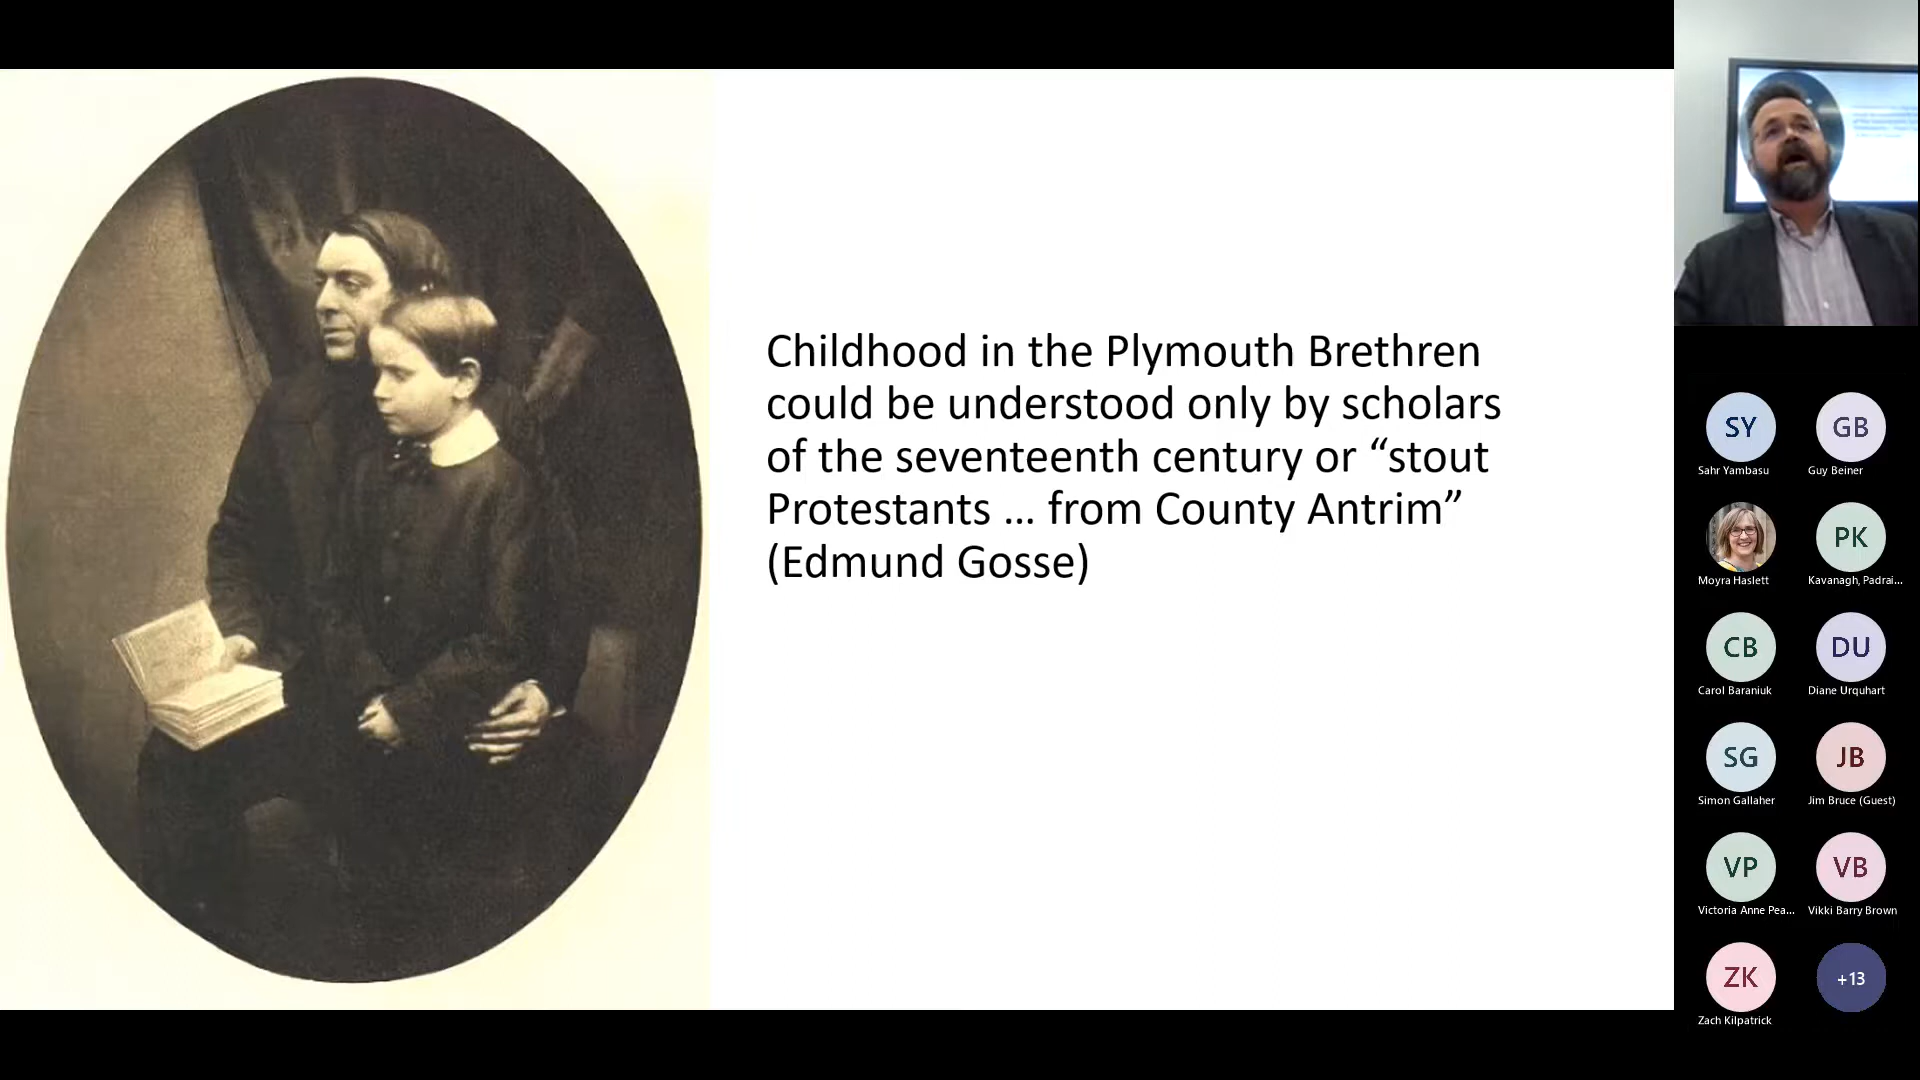 Childhood in the Plymouth Brethren
could be understood only by scholars
of the seventeenth century or “stout
Protestants ... from County Antrim”
(Edmund Gosse)
SY
GB
Sahr Yambasu
Guy Beiner
PK
Moyra Haslett
Kavanagh, Padrai...
CB
DU
Carol Baraniuk
Diane Urquhart
SG
JB
Simon Gallaher
Jim Bruce (Guest)
VP
VB
Victoria Anne Pea...
Vikki Barry Brown
ZK
+13
Zach Kilpatrick